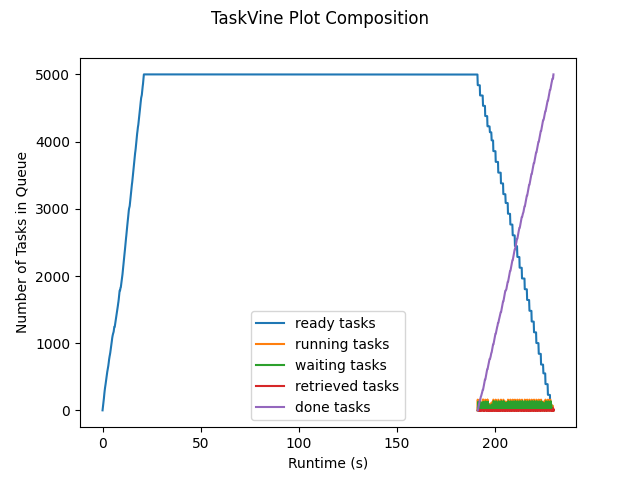 TaskVine Plot Composition
Number of Tasks in Queue
5000
4000
3000
2000
1000
0
ready tasks
running tasks
waiting tasks
retrieved tasks
done tasks
0 50 100 150 200
Runtime (s)